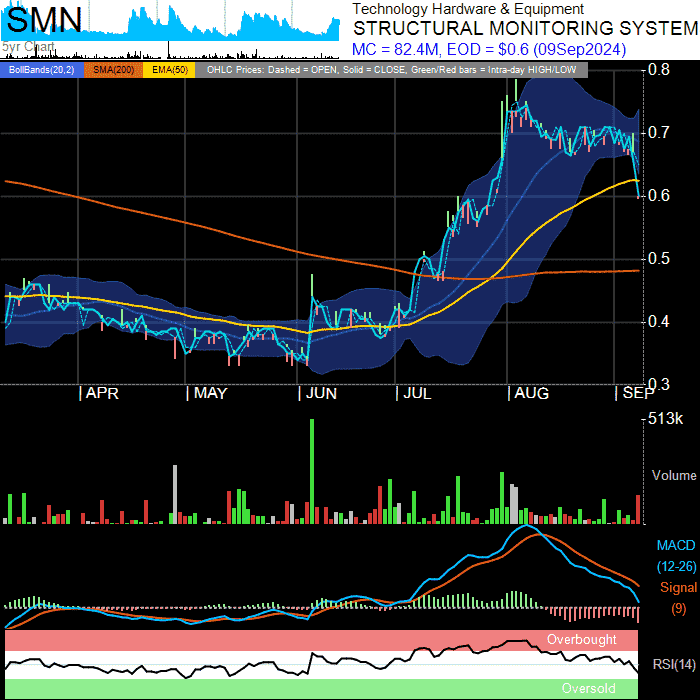 SMN
5yr Chart
Technology Hardware & Equipment
STRUCTURAL MONITORING SYSTEM
MC = 82.4M, EOD = $0.6 (09Sep2024)
BollBands(20,2) SMA(200) EMA(50) OHLC Prices: Dashed = OPEN, Solid = CLOSE, Green/Red bars = Intra-day HIGH/LOW
0.8
0.7
0.6
0.5
0.4
0.3
APR MAY JUN JUL AUG SEP
513k
Volume
MACD
(12-26)
Signal
(9)
Overbought
RSI(14)
Oversold